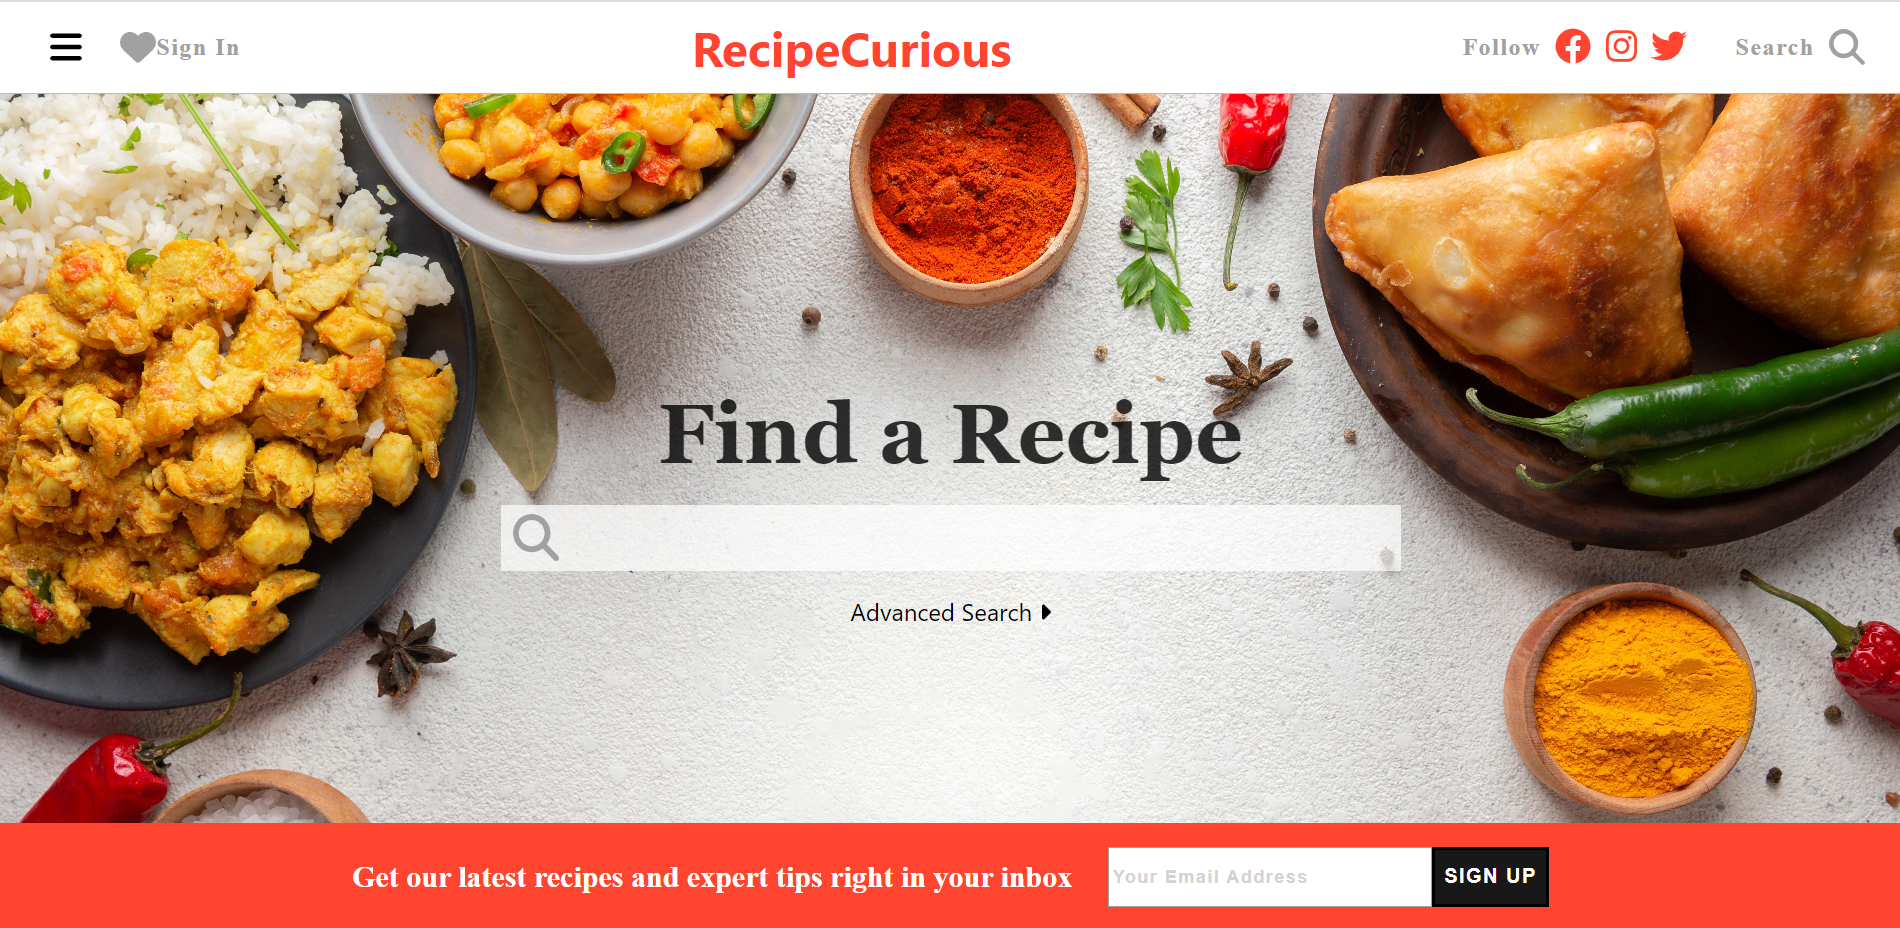 Sign In
RecipeCurious
Follow
Search
Find a Recipe
Advanced Search
Get our latest recipes and expert tips right in your inbox
Your Email Address
SIGN UP